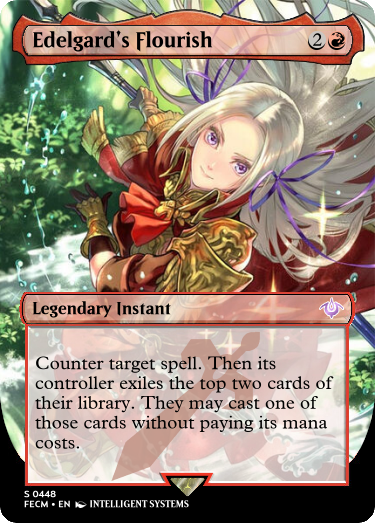 Edelgard's Flourish 2
Legendary Instant
Counter target spell. Then its
controller exiles the top two cards of
their library. They may cast one of
those cards without paying its mana
costs.
S 0448
FECM • EN INTELLIGENT SYSTEMS